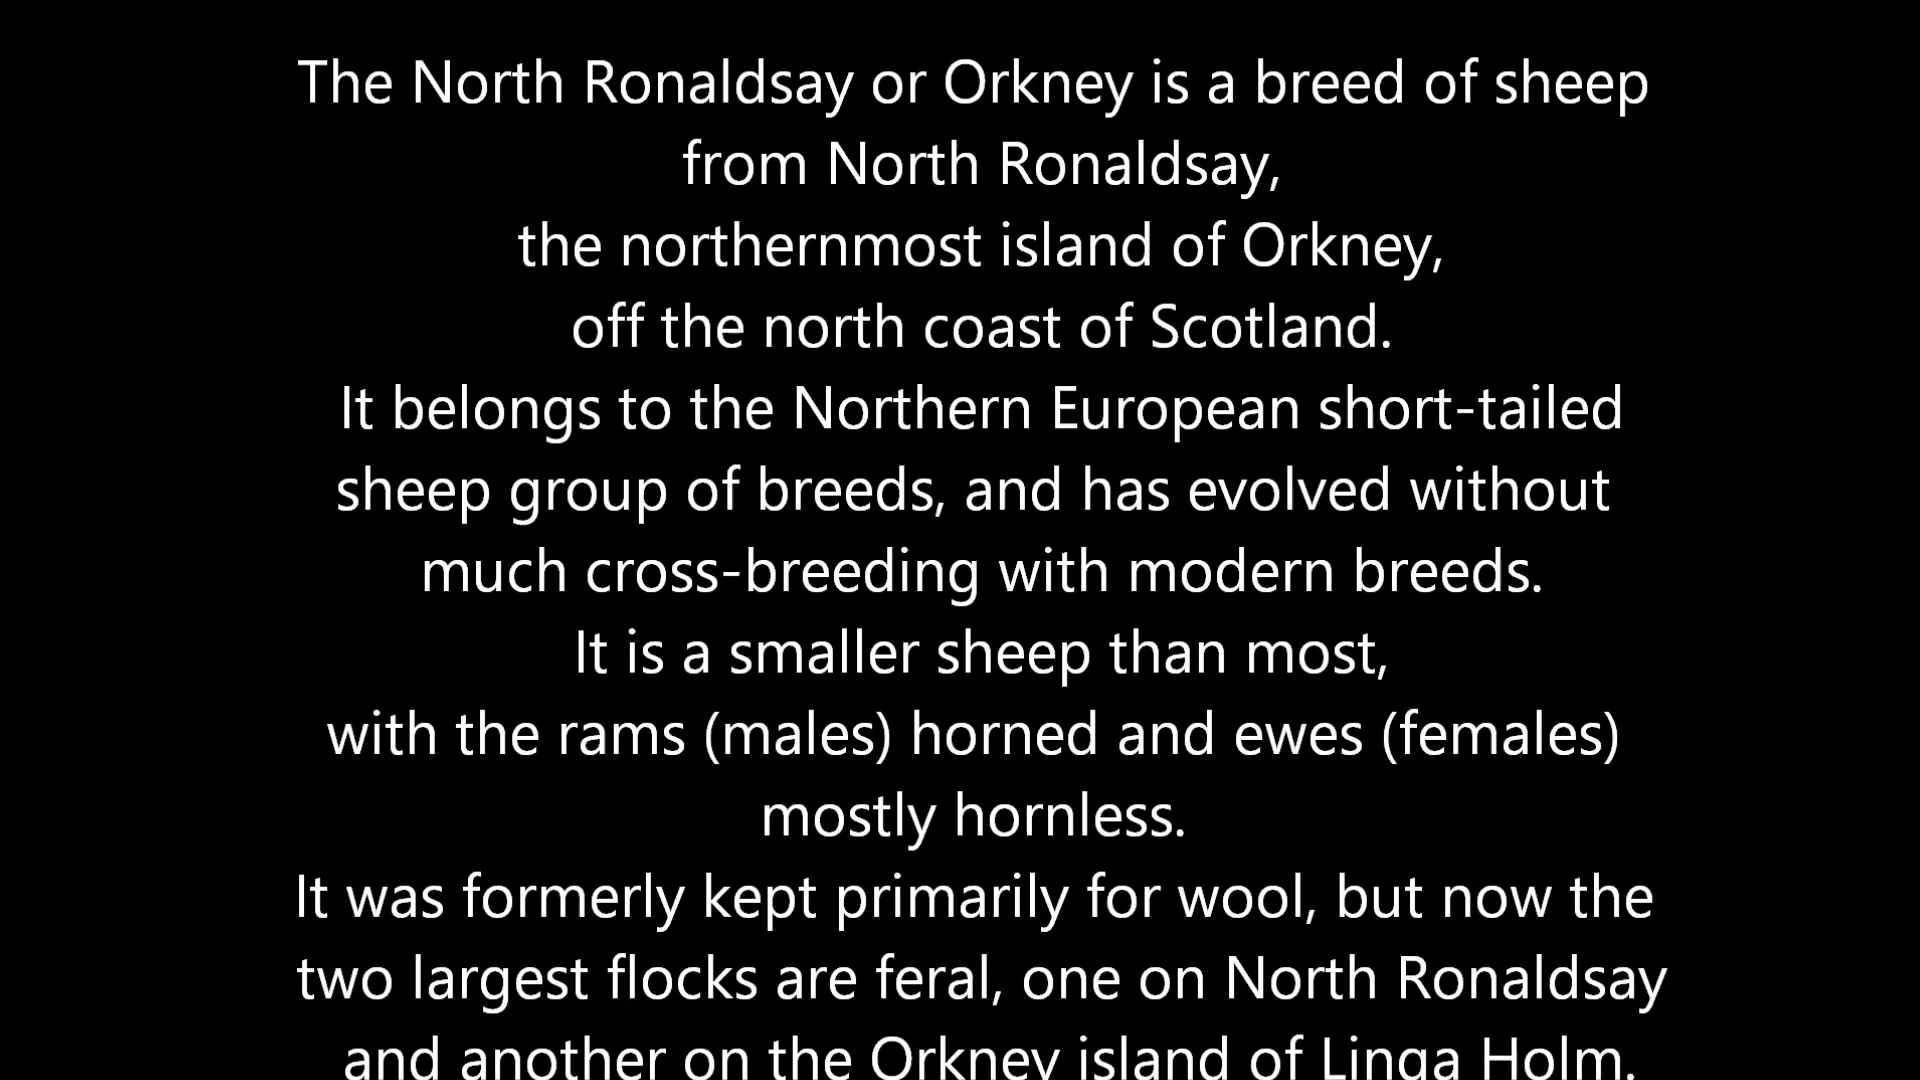 The North Ronaldsay or Orkney is a breed of sheep
from North Ronaldsay,
the northernmost island of Orkney,
off the north coast of Scotland.
It belongs to the Northern European short-tailed
sheep group of breeds, and has evolved without
much cross-breeding with modern breeds.
It is a smaller sheep than most,
with the rams (males) horned and ewes (females)
mostly hornless.
It was formerly kept primarily for wool, but now the
two largest flocks are feral, one on North Ronaldsay
and another on the Orkney island of Linga Holm.